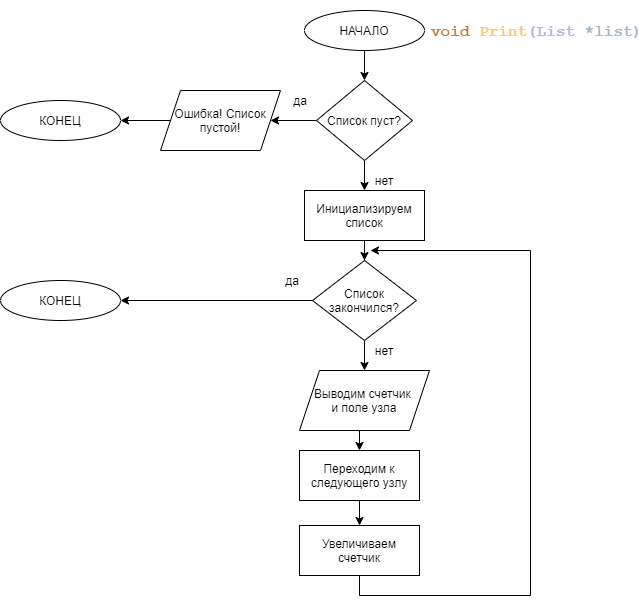 НАЧАЛО
void Print(List *list)
да
Список пуст?
Ошибка! Список
пустой!
КОНЕЦ
нет
Инициализируем
список
да
Список
закончился?
КОНЕЦ
нет
Выводим счетчик
и поле узла
Переходим к
следующего узлу
Увеличиваем
счетчик